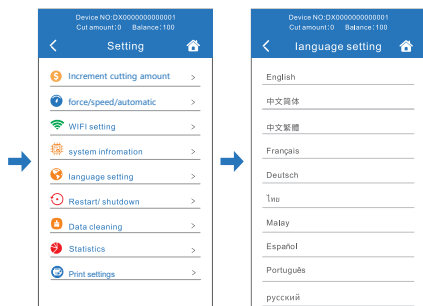 Device NO:DX0000000000001
Cut amount:0 Balance:100
Setting
Increment cutting amount
force/speed/automatic
WIFI setting
system infromation
language setting
Restart/ shutdown
Data cleaning
Statistics
Print settings
Device NO:DX0000000000001
Cut amount:0 Balance:100
language setting
English
中文简体
中文繁體
Français
Deutsch
ไทย
Malay
Español
Português
русский